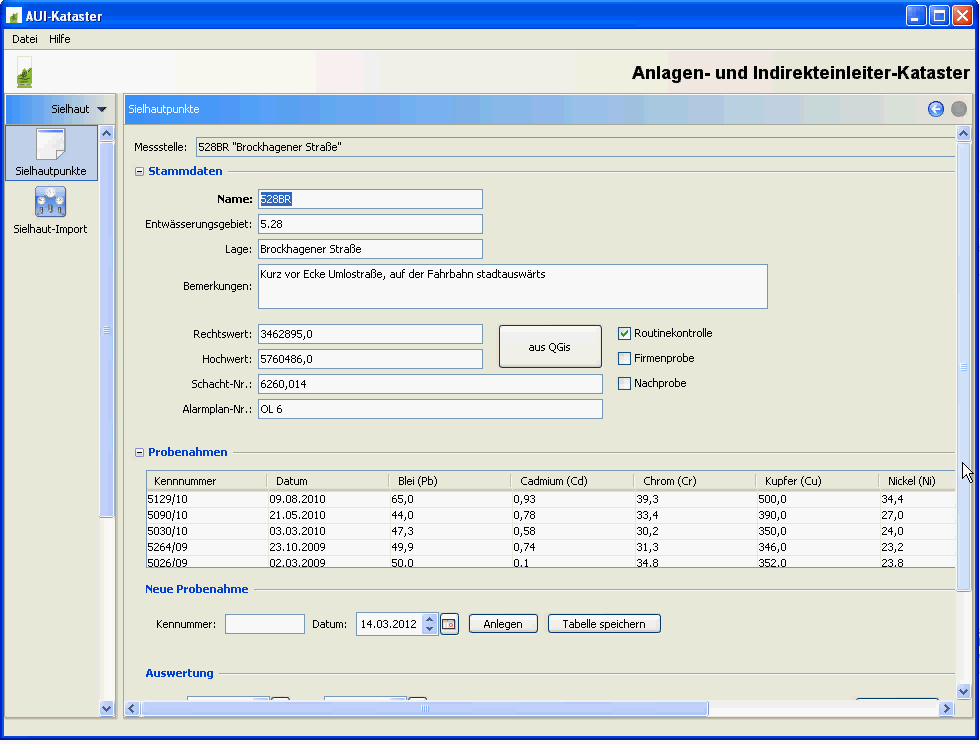 AUI-Kataster
Datei Hilfe
Anlagen- und Indirekteinleiter-Kataster
Sielhaut
Sielhautpunkte
Sielhaut-Import
Sielhautpunkte
Messstelle: 528BR "Brockhagener Straße"
Stammdaten
Name: 528BR
Entwässerungsgebiet: 5.28
Lage: Brockhagener Straße
Bemerkungen: Kurz vor Ecke Umlostraße, auf der Fahrbahn stadtauswärts
Rechtswert: 3462895,0 aus QGis Routinekontrolle
Hochwert: 5760486,0 Firmenprobe
Schacht-Nr.: 6260,014 Nachprobe
Alarmplan-Nr.: OL 6
Probenahmen
Kennnummer Datum Blei (Pb) Cadmium (Cd) Chrom (Cr) Kupfer (Cu) Nickel (Ni)
5129/10 09.08.2010 65,0 0,93 39,3 500,0 34,4
5090/10 21.05.2010 44,0 0,78 33,4 390,0 27,0
5030/10 03.03.2010 47,3 0,58 30,2 350,0 24,0
5264/09 23.10.2009 49,9 0,74 31,3 346,0 23,2
5026/09 02.03.2009 50,0 0,1 34,8 352,0 23,8
Neue Probenahme
Kennummer: Datum: 14.03.2012 Anlegen Tabelle speichern
Auswertung